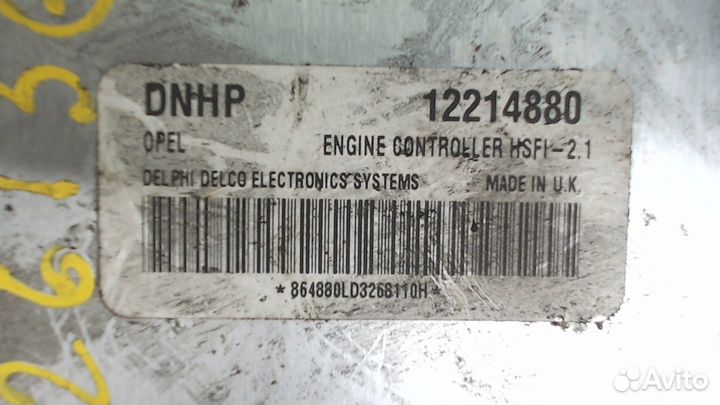 DNHP 12214880
OPEL - ENGINE CONTROLLER HSFI-2.1
DELPHI DELCO ELECTRONICS SYSTEMS MADE IN U.K.
*864880LD3268110H*
Avito